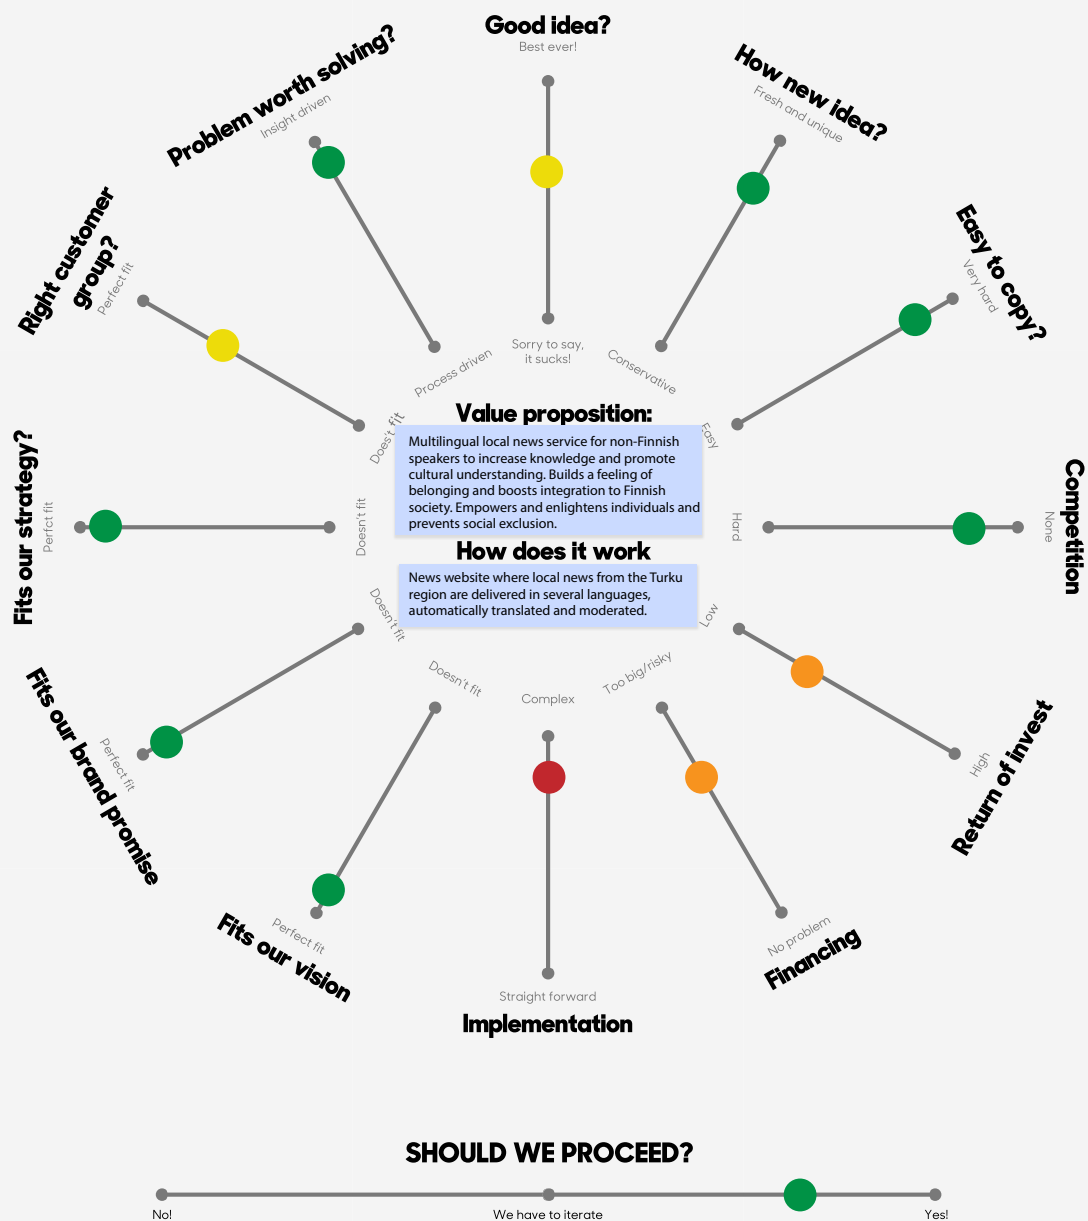 Good idea?
Best ever!
Sorry to say,
it sucks!
How new idea?
Fresh and unique
Conservative
Easy to copy?
Very hard
Easy
Competition
None
Hard
Return of invest
High
Low
Financing
No problem
Too big/risky
Implementation
Straight forward
Complex
Fits our vision
Perfect fit
Doesn't fit
Fits our brand promise
Perfect fit
Doesn't fit
Fits our strategy?
Perfct fit
Doesn't fit
Right customer
group?
Perfect fit
Does't fit
Problem worth solving?
Insight driven
Process driven
Value proposition:
Multilingual local news service for non-Finnish
speakers to increase knowledge and promote
cultural understanding. Builds a feeling of
belonging and boosts integration to Finnish
society. Empowers and enlightens individuals and
prevents social exclusion.
How does it work
News website where local news from the Turku
region are delivered in several languages,
automatically translated and moderated.
SHOULD WE PROCEED?
No!
We have to iterate
Yes!